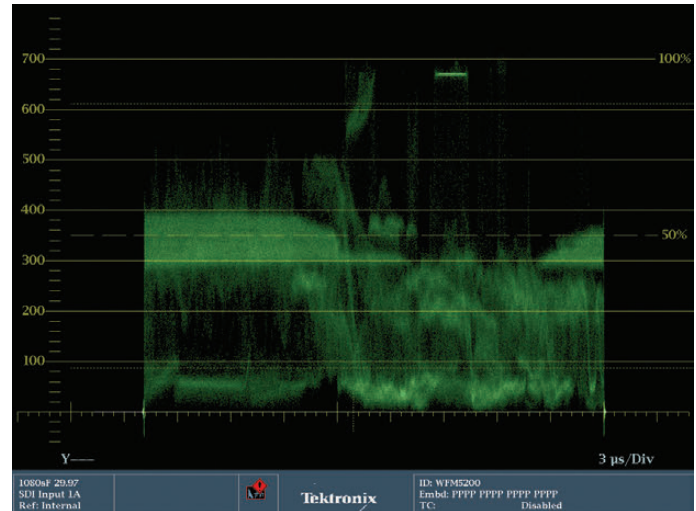 700
100%
600
500
400
50%
300
200
100
Y----
3 µs/Div
1080sF 29.97
SDI Input 1A
Ref: Internal
Tektronix
ID: WFM5200
Embd: PPPP PPPP PPPP PPPP
TC: Disabled